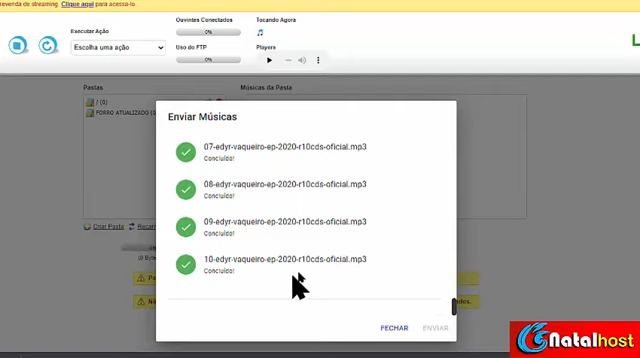 revenda de streaming. Clique aqui para acessa-lo.
Executar Ação
Escolha uma ação
Ouvintes Conectados
0%
Uso do FTP
0%
Tocando Agora
Players
Pastas
Músicas da Pasta
/ (0)
FORRO ATUALIZADO (
Enviar Músicas
07-edyr-vaqueiro-ep-2020-r10cds-oficial.mp3
Concluído!
08-edyr-vaqueiro-ep-2020-r10cds-oficial.mp3
Concluído!
09-edyr-vaqueiro-ep-2020-r10cds-oficial.mp3
Concluído!
10-edyr-vaqueiro-ep-2020-r10cds-oficial.mp3
Concluído!
Criar Pasta
FECHAR
ENVIAR
Natalhost